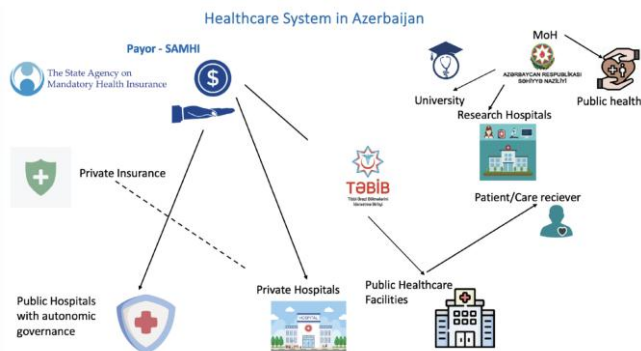 Healthcare System in Azerbaijan
Payor - SAMHI
The State Agency on
Mandatory Health Insurance
MoH
AZƏRBAYCAN RESPUBLİKASI
SƏHİYYƏ NAZİRLİYİ
University
Public health
Research Hospitals
Private Insurance
TƏBİB
Patient/Care reciever
Public Hospitals
with autonomic
governance
Private Hospitals
HOSPITAL
Public Healthcare
Facilities